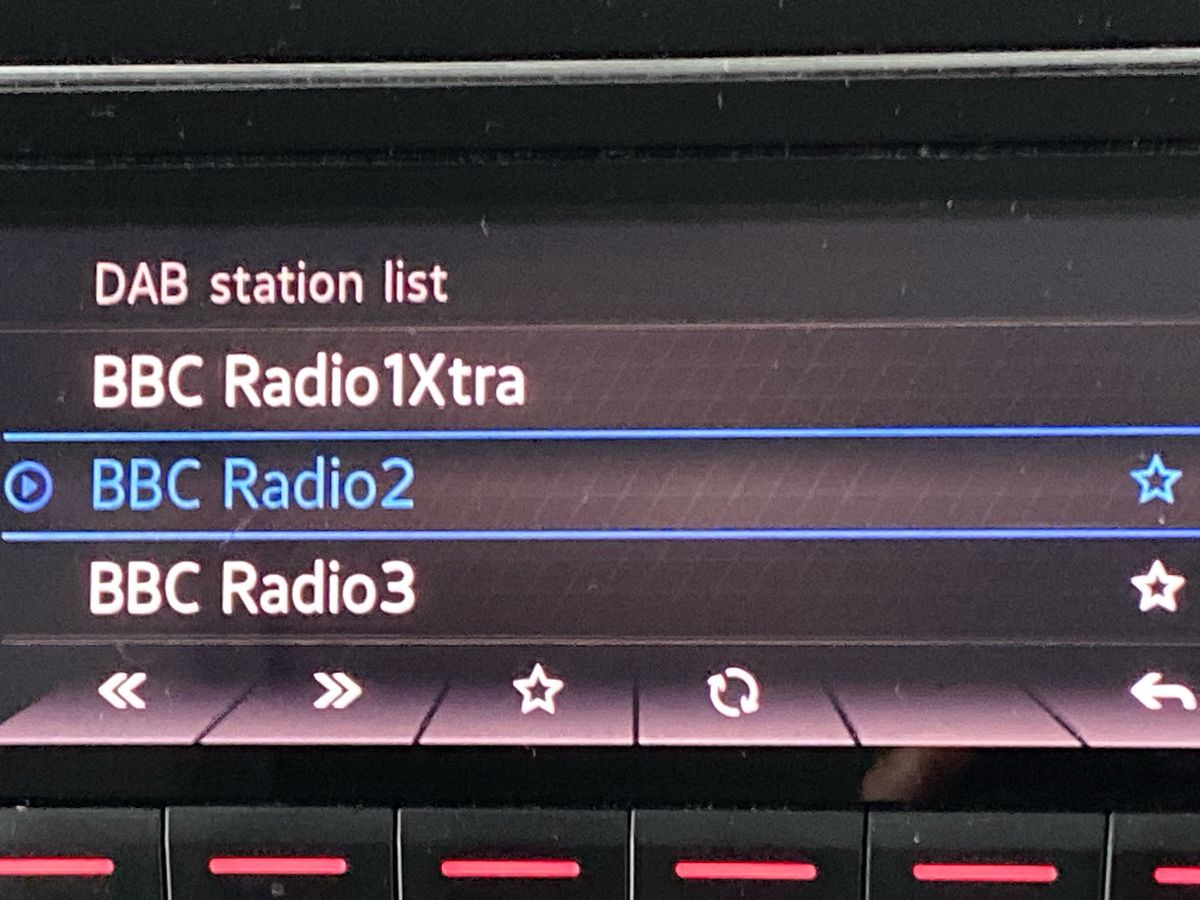 DAB station list
BBC Radio1Xtra
BBC Radio2
BBC Radio3